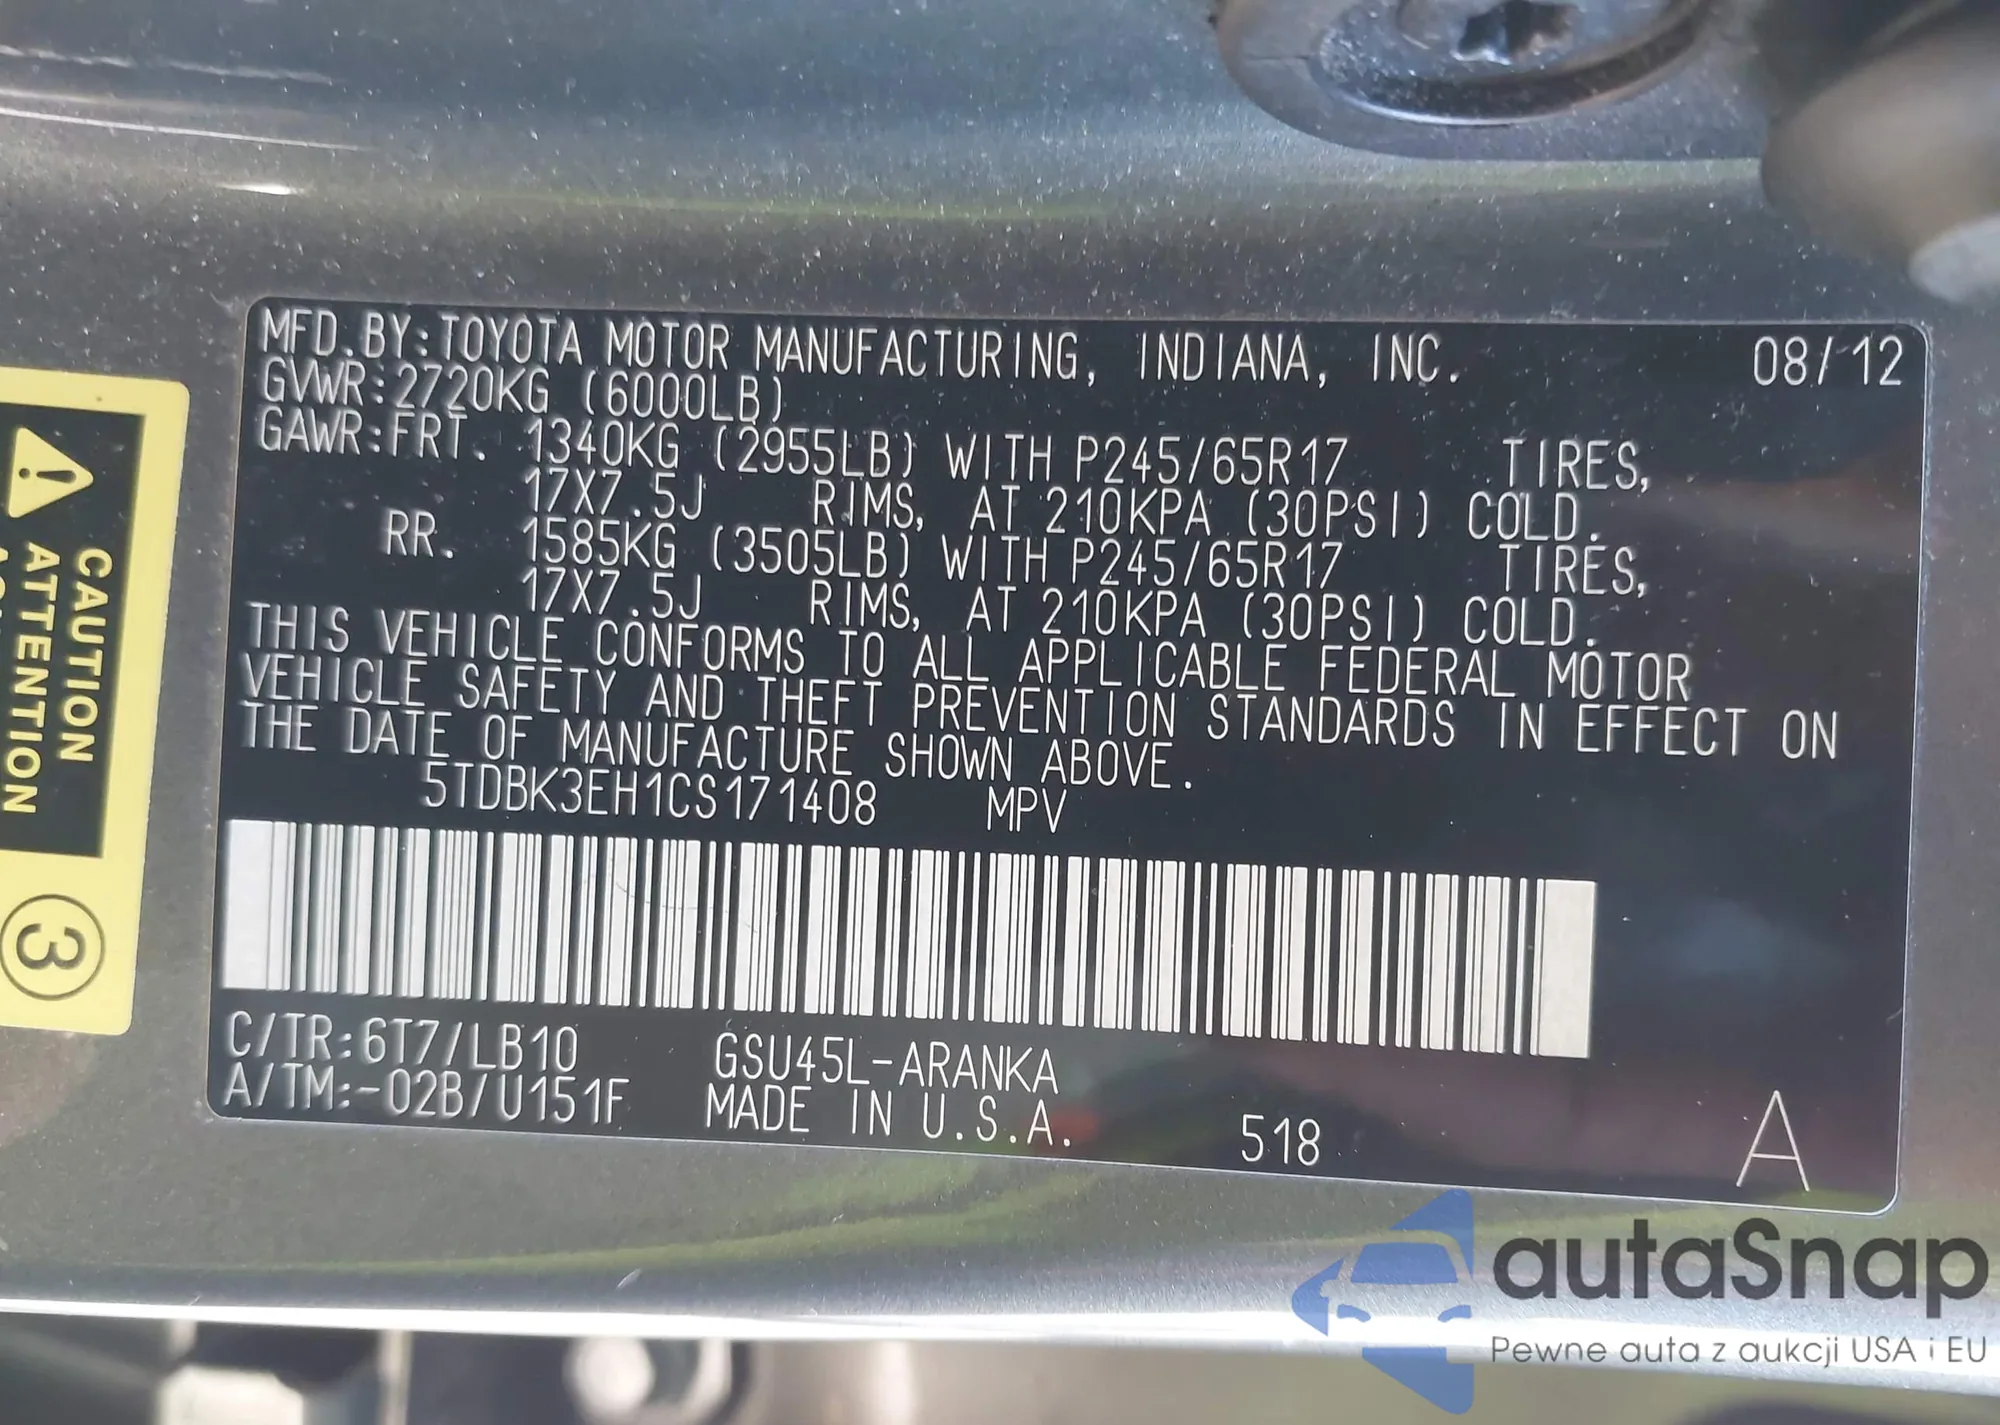 MFD.BY:TOYOTA MOTOR MANUFACTURING, INDIANA, INC. 08/12
GVWR:2720KG (6000LB)
GAWR:FRT. 1340KG (2955LB) WITH P245/65R17 TIRES,
17X7.5J RIMS, AT 210KPA (30PSI) COLD.
RR. 1585KG (3505LB) WITH P245/65R17 TIRES,
17X7.5J RIMS, AT 210KPA (30PSI) COLD.
THIS VEHICLE CONFORMS TO ALL APPLICABLE FEDERAL MOTOR
VEHICLE SAFETY AND THEFT PREVENTION STANDARDS IN EFFECT ON
THE DATE OF MANUFACTURE SHOWN ABOVE.
5TDBK3EH1CS171408 MPV
C/TR:6T7/LB10 GSU45L-ARANKA
A/TM:-02B/U151F MADE IN U.S.A. 518 A
CAUTION
ATTENTION
3
autaSnap
Pewne auta z aukcji USA i EU